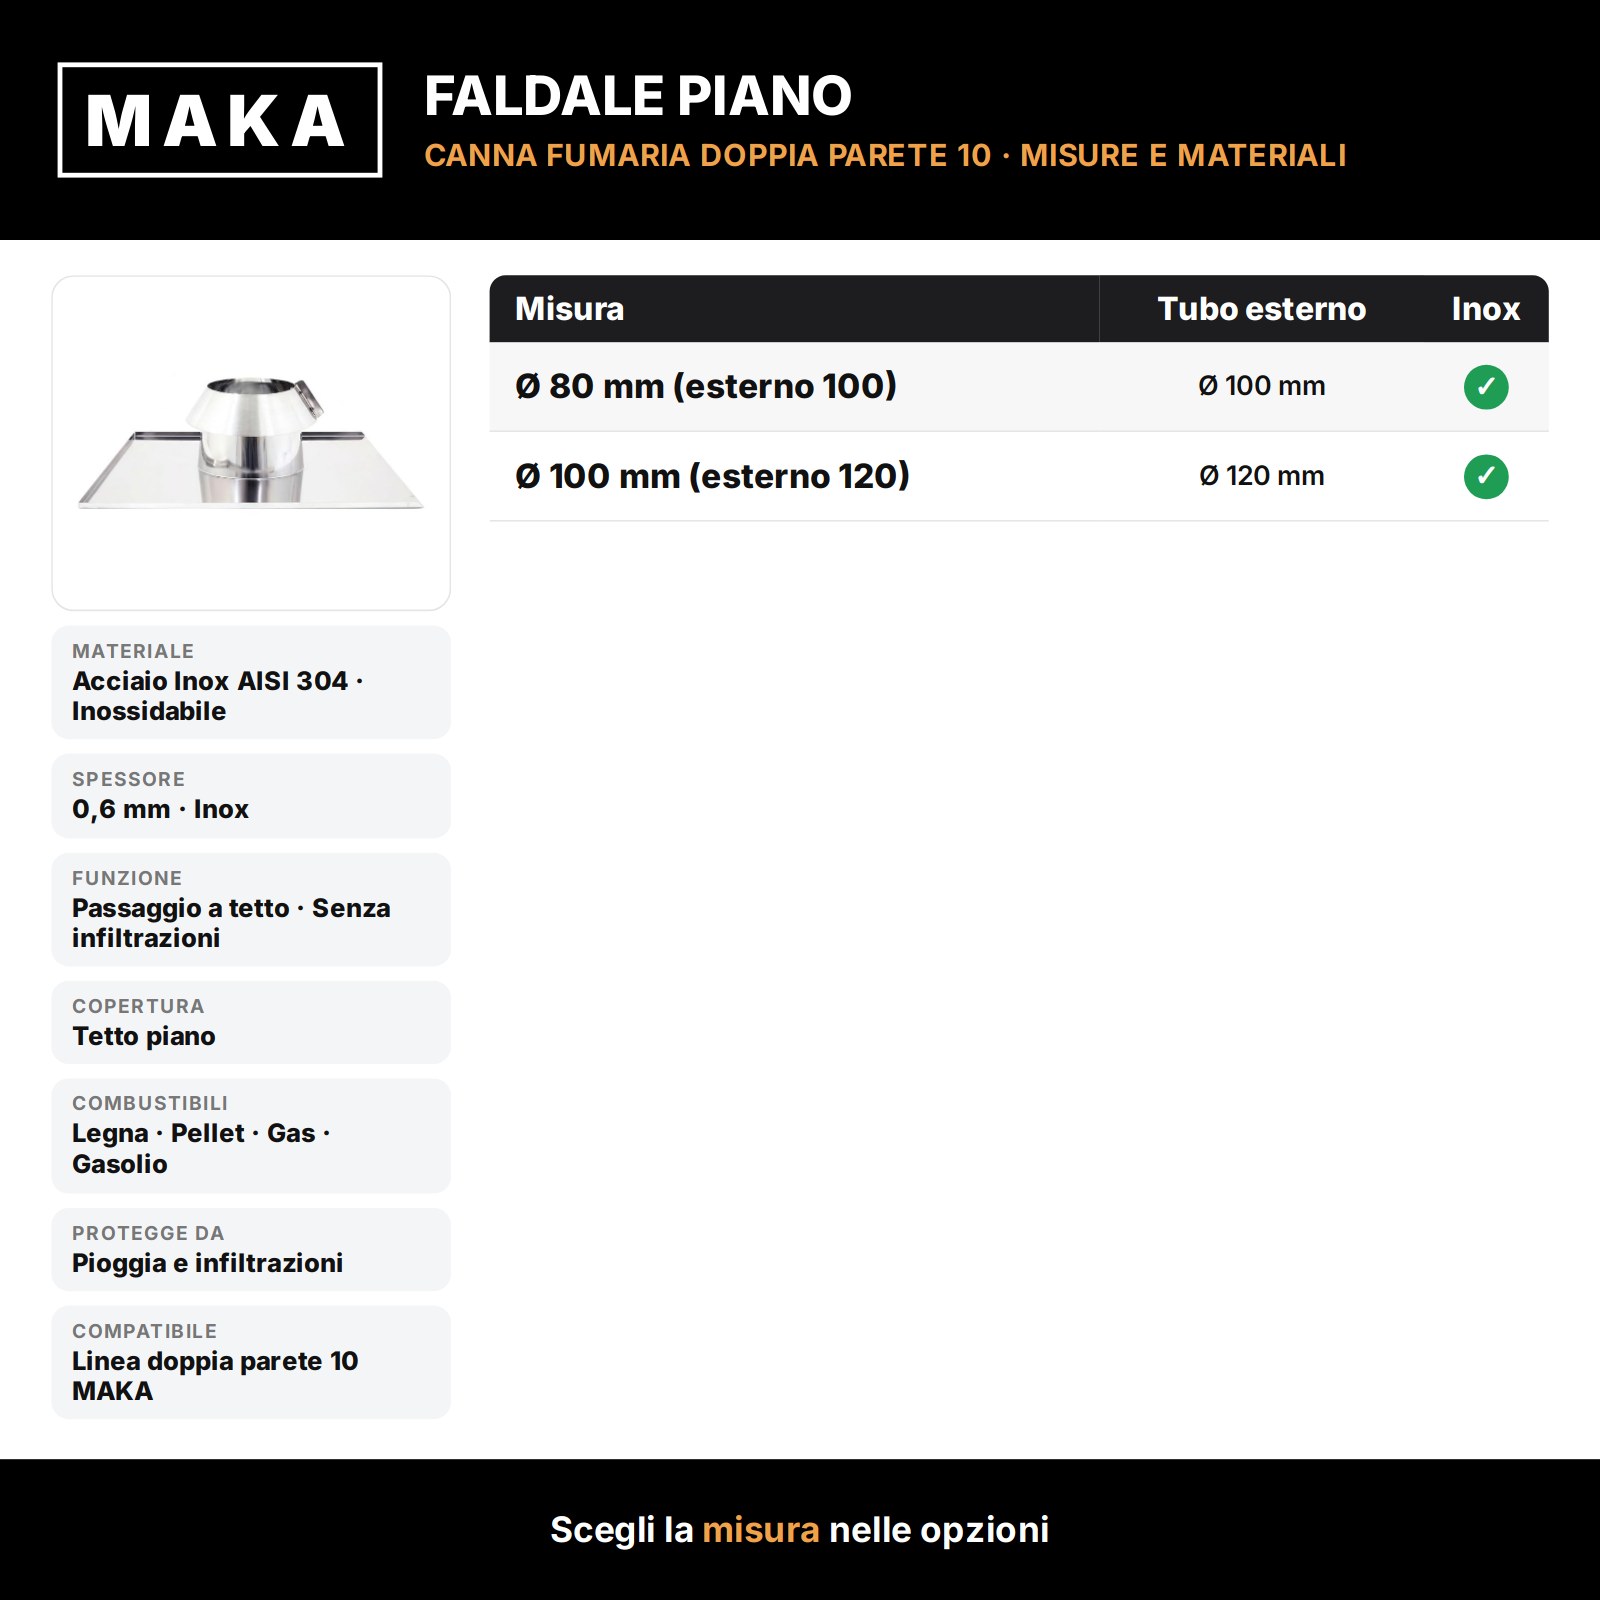 MAKA
FALDALE PIANO
CANNA FUMARIA DOPPIA PARETE 10 · MISURE E MATERIALI
Misura Tubo esterno Inox
Ø 80 mm (esterno 100) Ø 100 mm ✓
Ø 100 mm (esterno 120) Ø 120 mm ✓
MATERIALE
Acciaio Inox AISI 304 ·
Inossidabile
SPESSORE
0,6 mm · Inox
FUNZIONE
Passaggio a tetto · Senza
infiltrazioni
COPERTURA
Tetto piano
COMBUSTIBILI
Legna · Pellet · Gas ·
Gasolio
PROTEGGE DA
Pioggia e infiltrazioni
COMPATIBILE
Linea doppia parete 10
MAKA
Scegli la misura nelle opzioni